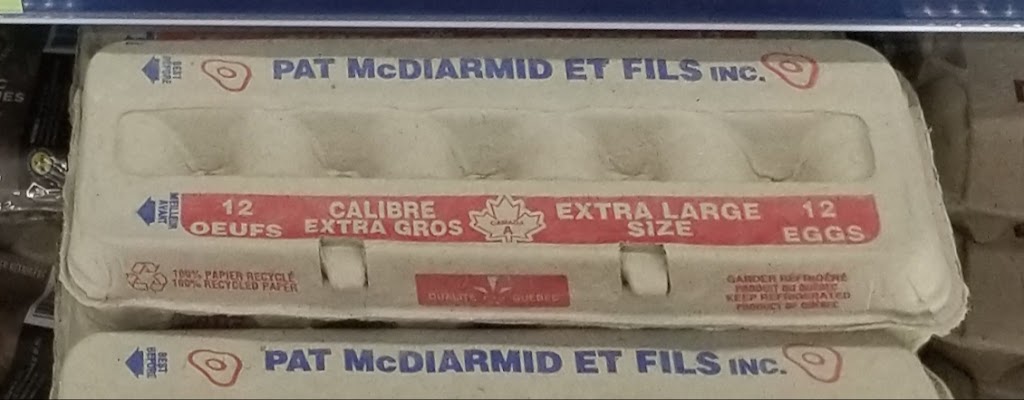 BEST BEFORE
PAT McDIARMID ET FILS INC.
MEILLEUR AVANT
12 OEUFS
CALIBRE EXTRA GROS
CANADA A
EXTRA LARGE SIZE
12 EGGS
100% PAPIER RECYCLÉ
100% RECYCLED PAPER
QUALITÉ QUÉBEC
GARDER RÉFRIGÉRÉ
PRODUIT DU QUÉBEC
KEEP REFRIGERATED
PRODUCT OF QUÉBEC
BEST BEFORE
PAT McDIARMID ET FILS INC.